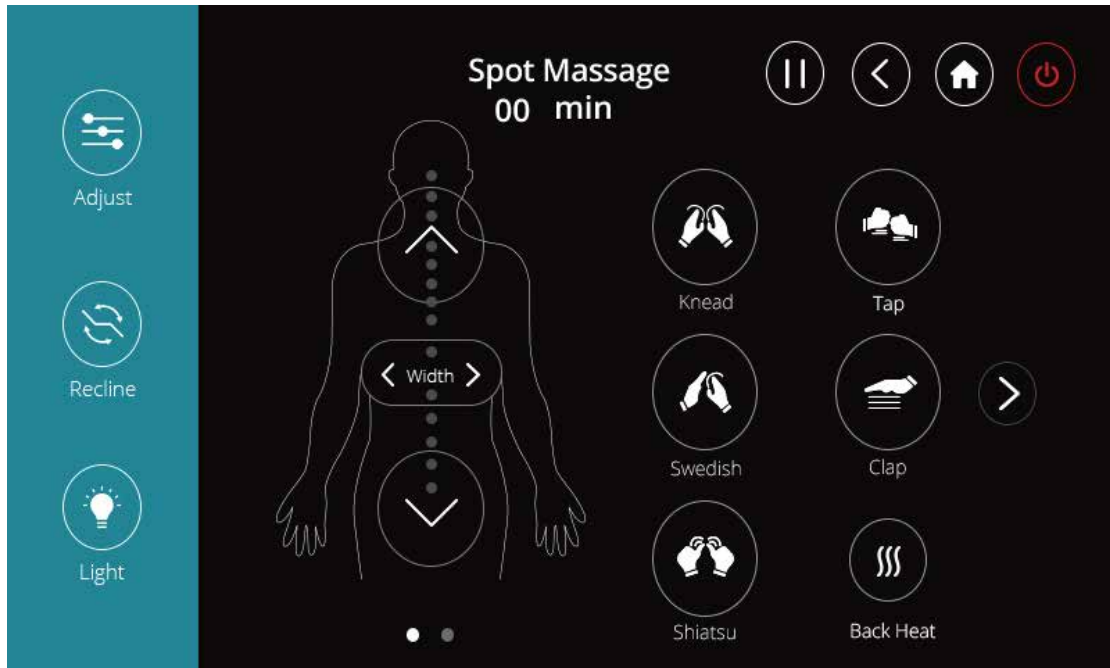 Spot Massage
00 min
Adjust
Recline
Light
Width
Knead
Tap
Swedish
Clap
Shiatsu
Back Heat